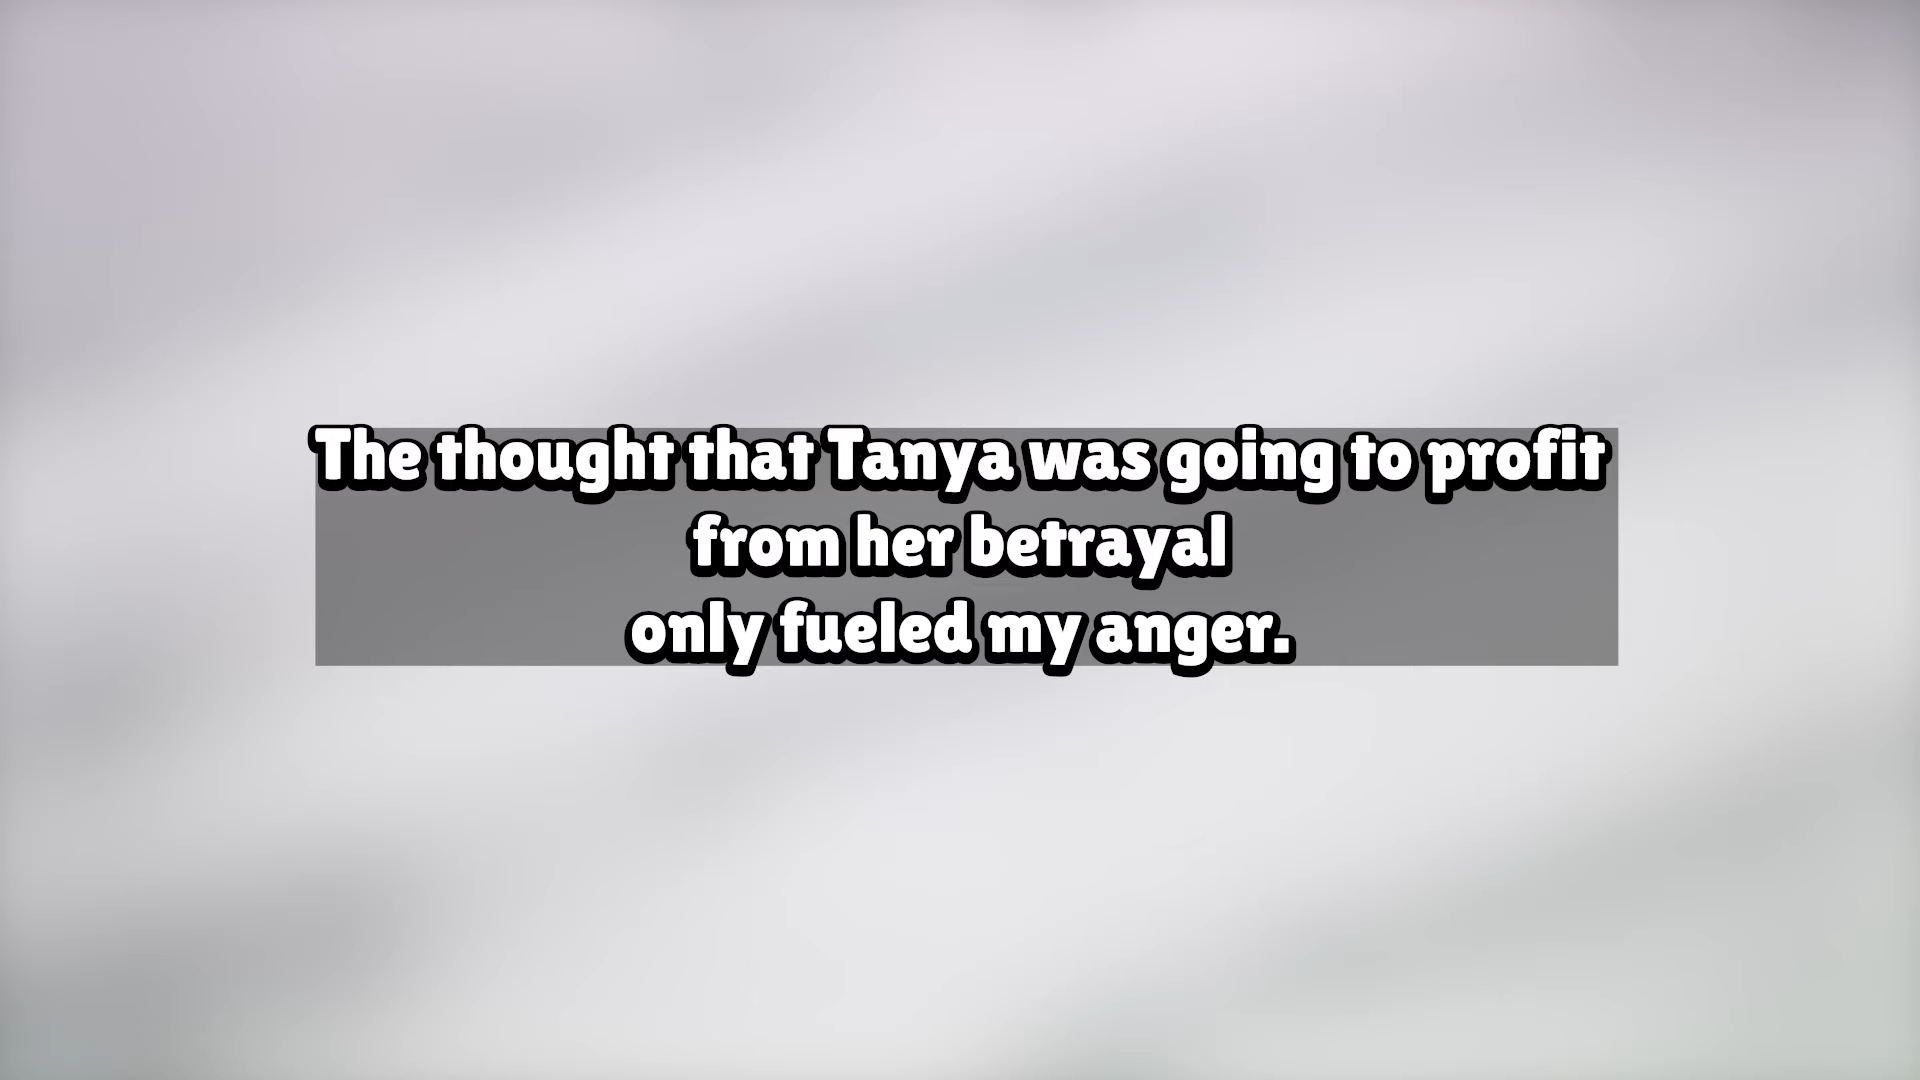 The thought that Tanya was going to profit
from her betrayal
only fueled my anger.